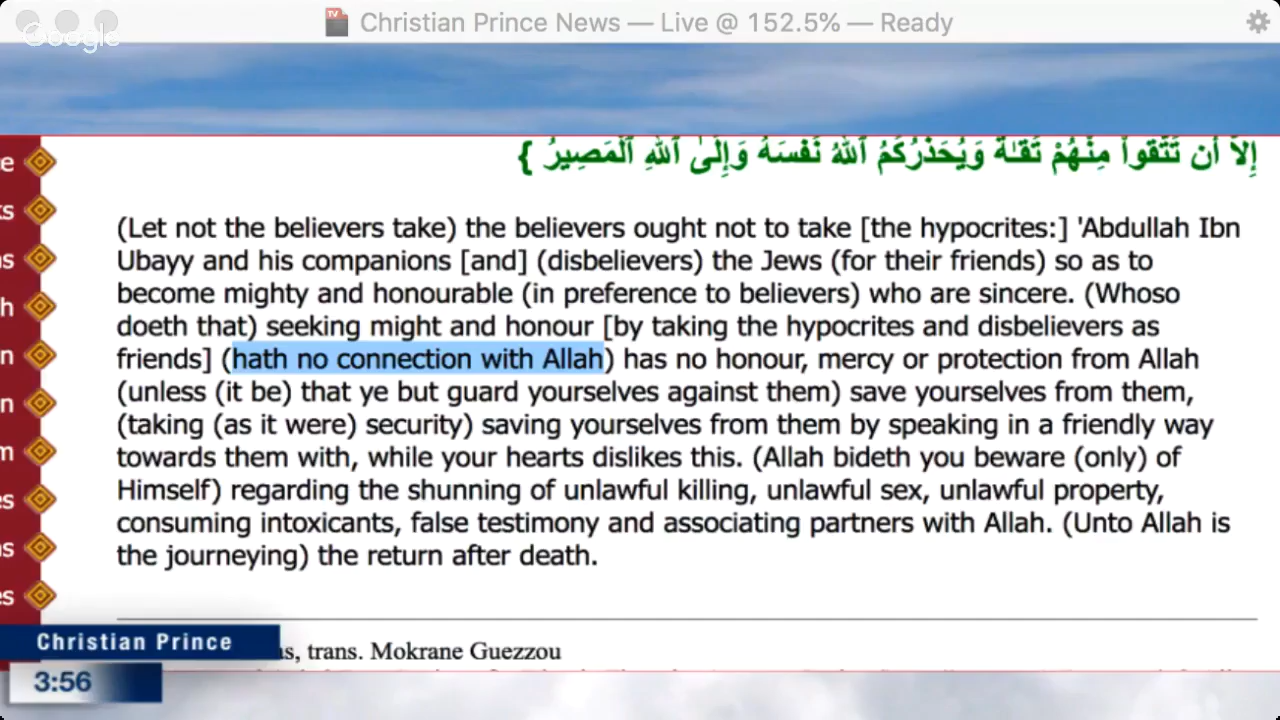 Christian Prince News — Live @ 152.5% — Ready
TV
Google
إِلاَّ أَن تَتَّقُواْ مِنْهُمْ تُقَـٰةً وَيُحَذِّرُكُمُ ٱللَّهُ نَفْسَهُ وَإِلَىٰ ٱللَّهِ ٱلْمَصِيرُ }
(Let not the believers take) the believers ought not to take [the hypocrites:] 'Abdullah Ibn
Ubayy and his companions [and] (disbelievers) the Jews (for their friends) so as to
become mighty and honourable (in preference to believers) who are sincere. (Whoso
doeth that) seeking might and honour [by taking the hypocrites and disbelievers as
friends] (hath no connection with Allah) has no honour, mercy or protection from Allah
(unless (it be) that ye but guard yourselves against them) save yourselves from them,
(taking (as it were) security) saving yourselves from them by speaking in a friendly way
towards them with, while your hearts dislikes this. (Allah bideth you beware (only) of
Himself) regarding the shunning of unlawful killing, unlawful sex, unlawful property,
consuming intoxicants, false testimony and associating partners with Allah. (Unto Allah is
the journeying) the return after death.
Christian Prince
s, trans. Mokrane Guezzou
3:56